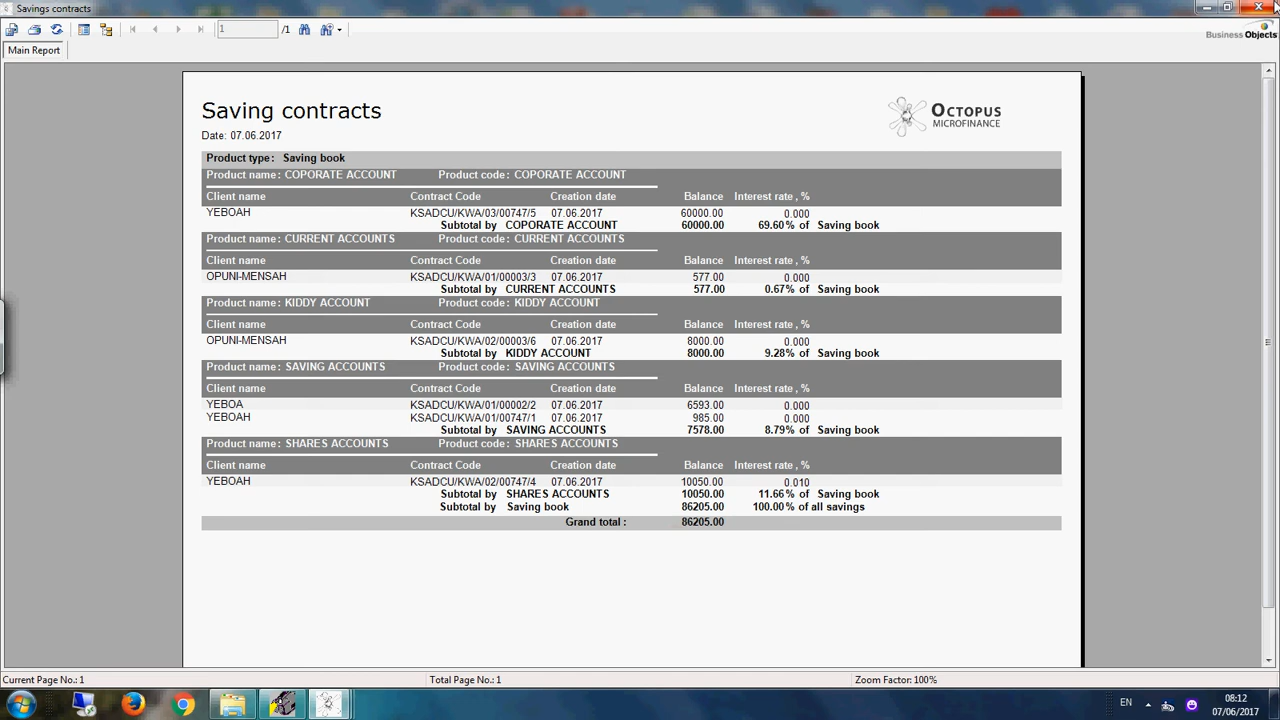 Savings contracts
1 /1
Business Objects
Main Report
Saving contracts
OCTOPUS
MICROFINANCE
Date: 07.06.2017
Product type: Saving book
Product name: COPORATE ACCOUNT Product code: COPORATE ACCOUNT
Client name Contract Code Creation date Balance Interest rate, %
YEBOAH KSADCU/KWA/03/00747/5 07.06.2017 60000.00 0.000
Subtotal by COPORATE ACCOUNT 60000.00 69.60% of Saving book
Product name: CURRENT ACCOUNTS Product code: CURRENT ACCOUNTS
Client name Contract Code Creation date Balance Interest rate, %
OPUNI-MENSAH KSADCU/KWA/01/00003/3 07.06.2017 577.00 0.000
Subtotal by CURRENT ACCOUNTS 577.00 0.67% of Saving book
Product name: KIDDY ACCOUNT Product code: KIDDY ACCOUNT
Client name Contract Code Creation date Balance Interest rate, %
OPUNI-MENSAH KSADCU/KWA/02/00003/6 07.06.2017 8000.00 0.000
Subtotal by KIDDY ACCOUNT 8000.00 9.28% of Saving book
Product name: SAVING ACCOUNTS Product code: SAVING ACCOUNTS
Client name Contract Code Creation date Balance Interest rate, %
YEBOA KSADCU/KWA/01/00002/2 07.06.2017 6593.00 0.000
YEBOAH KSADCU/KWA/01/00747/1 07.06.2017 985.00 0.000
Subtotal by SAVING ACCOUNTS 7578.00 8.79% of Saving book
Product name: SHARES ACCOUNTS Product code: SHARES ACCOUNTS
Client name Contract Code Creation date Balance Interest rate, %
YEBOAH KSADCU/KWA/02/00747/4 07.06.2017 10050.00 0.010
Subtotal by SHARES ACCOUNTS 10050.00 11.66% of Saving book
Subtotal by Saving book 86205.00 100.00% of all savings
Grand total: 86205.00
Current Page No.: 1 Total Page No.: 1 Zoom Factor: 100%
EN 08:12
07/06/2017